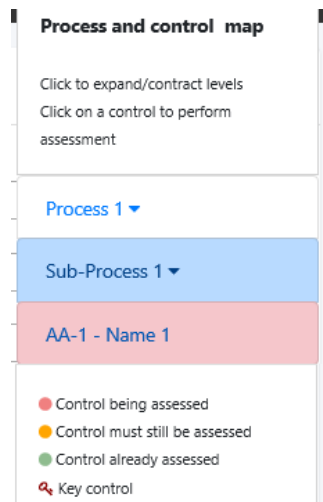 Process and control map
Click to expand/contract levels
Click on a control to perform
assessment
Process 1
Sub-Process 1
AA-1 - Name 1
Control being assessed
Control must still be assessed
Control already assessed
Key control